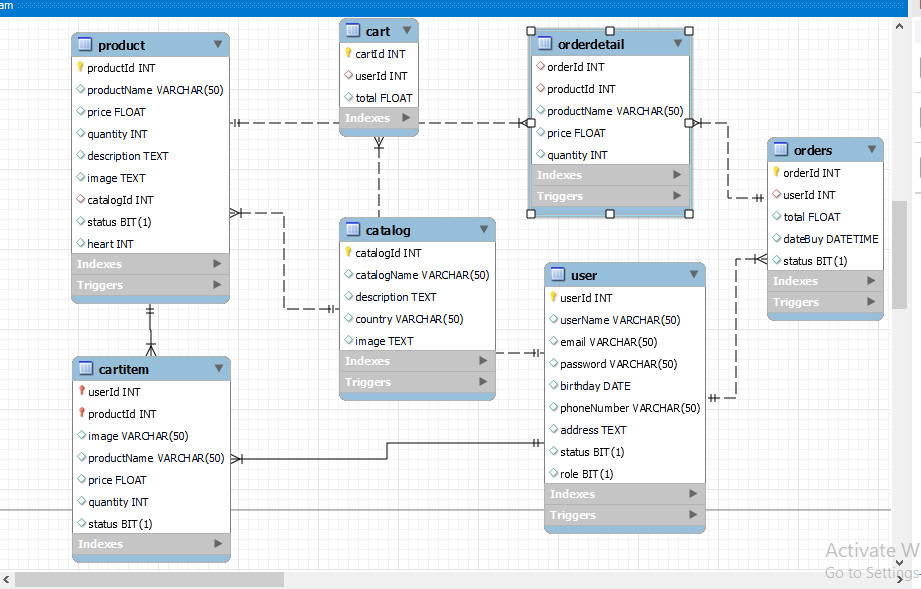 am
product
productId INT
productName VARCHAR(50)
price FLOAT
quantity INT
description TEXT
image TEXT
catalogId INT
status BIT(1)
heart INT
Indexes
Triggers
cart
cartId INT
userId INT
total FLOAT
Indexes
orderdetail
orderId INT
productId INT
productName VARCHAR(50)
price FLOAT
quantity INT
Indexes
Triggers
orders
orderId INT
userId INT
total FLOAT
dateBuy DATETIME
status BIT(1)
Indexes
Triggers
catalog
catalogId INT
catalogName VARCHAR(50)
description TEXT
country VARCHAR(50)
image TEXT
Indexes
Triggers
user
userId INT
userName VARCHAR(50)
email VARCHAR(50)
password VARCHAR(50)
birthday DATE
phoneNumber VARCHAR(50)
address TEXT
status BIT(1)
role BIT(1)
Indexes
Triggers
cartitem
userId INT
productId INT
image VARCHAR(50)
productName VARCHAR(50)
price FLOAT
quantity INT
status BIT(1)
Indexes
Activate W
Go to Settings